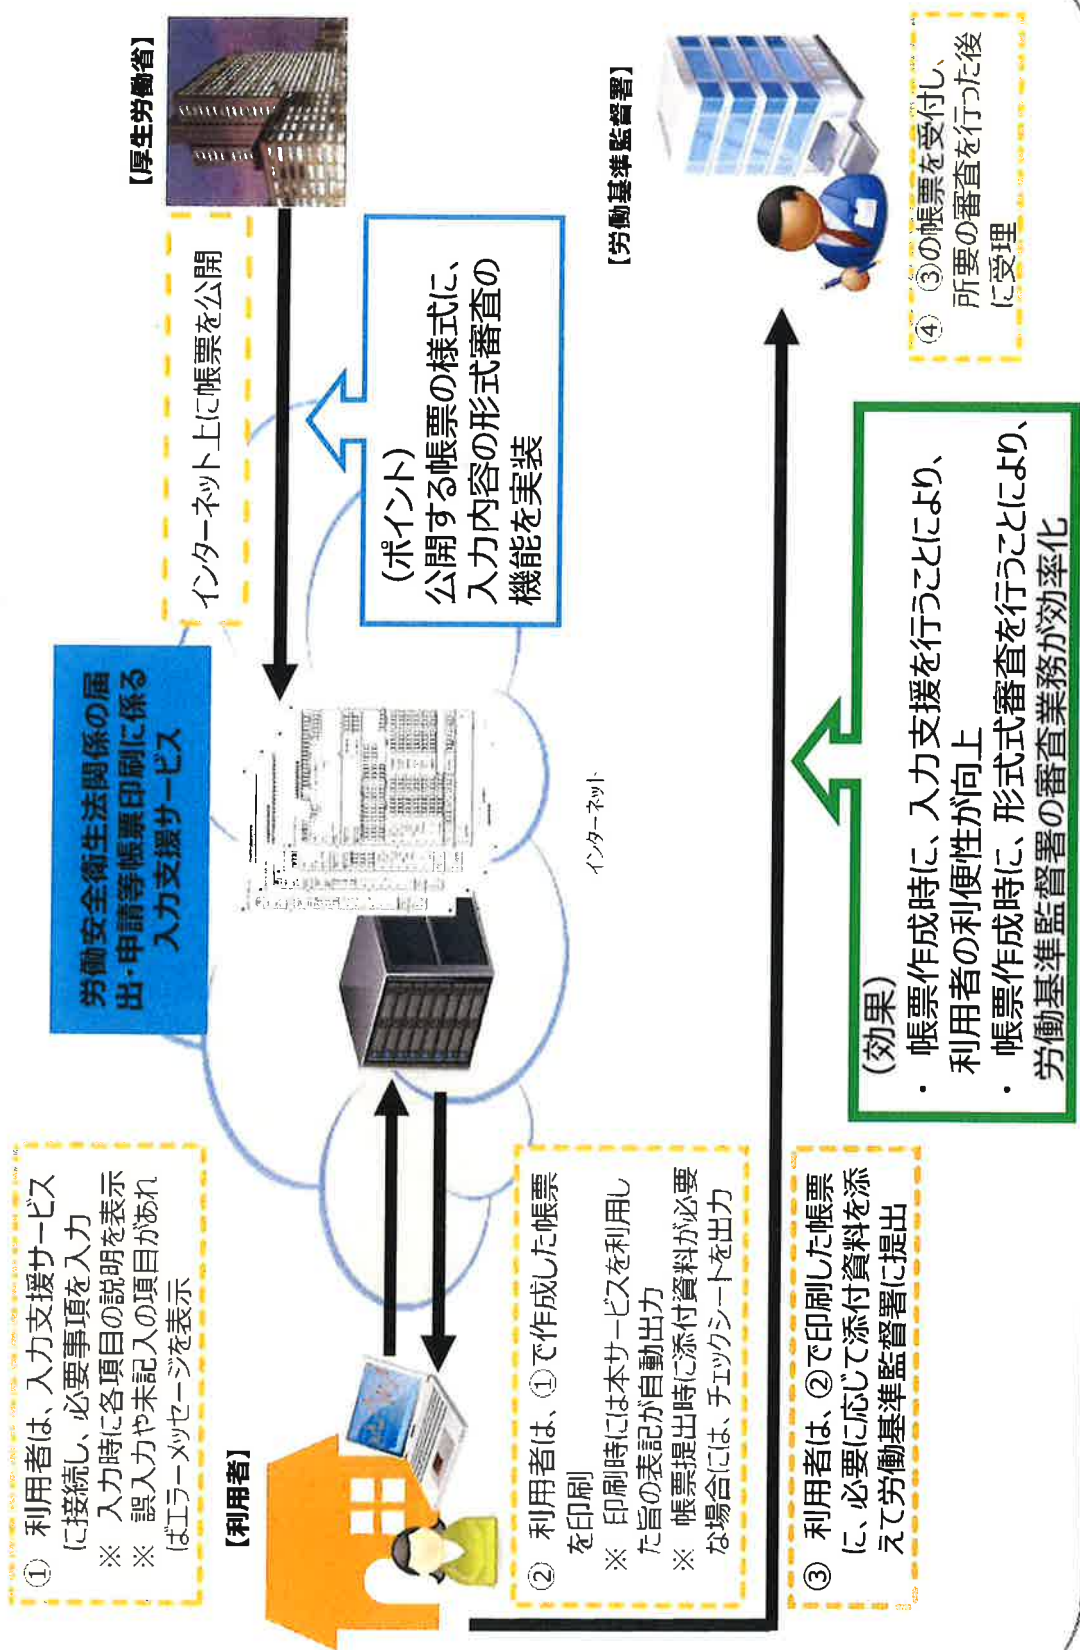 労働安全衛生法関係の届
出・申請等帳票印刷に係る
入力支援サービス
① 利用者は、入力支援サービス
に接続し、必要事項を入力
※ 入力時に各項目の説明を表示
※ 誤入力や未記入の項目があれ
ばエラーメッセージを表示
【利用者】
② 利用者は、①で作成した帳票
を印刷
※ 印刷時には本サービスを利用し
た旨の表記が自動出力
※ 帳票提出時に添付資料が必要
な場合には、チェックシートを出力
③ 利用者は、②で印刷した帳票
に、必要に応じて添付資料を添
えて労働基準監督署に提出
インターネット
インターネット上に帳票を公開
【厚生労働省】
(ポイント)
公開する帳票の様式に、
入力内容の形式審査の
機能を実装
【労働基準監督署】
④ ③の帳票を受付し、
所要の審査を行った後
に受理
(効果)
・ 帳票作成時に、入力支援を行うことにより、
利用者の利便性が向上
・ 帳票作成時に、形式式審査を行うことにより、
労働基準監督署の審査業務が効率化